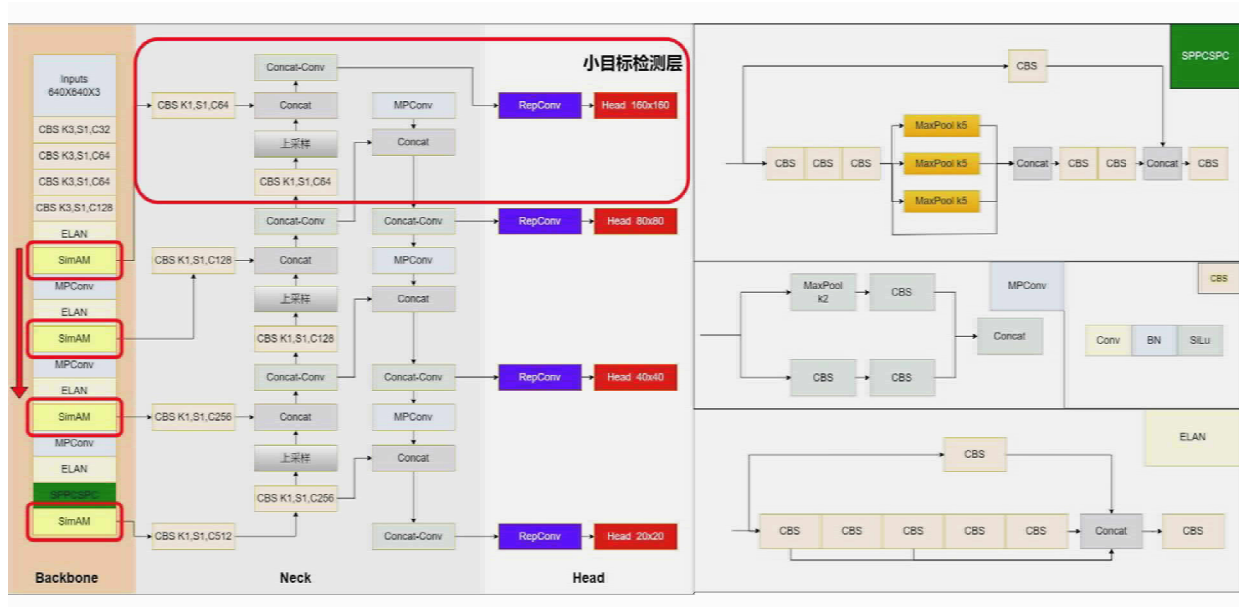 Inputs
640X640X3
CBS K3,S1,C32
CBS K3,S1,C64
CBS K3,S1,C64
CBS K3,S1,C128
ELAN
SimAM
MPConv
ELAN
SimAM
MPConv
ELAN
SimAM
MPConv
ELAN
SPPCSPC
SimAM
Backbone
小目标检测层
CBS K1,S1,C64
CBS K1,S1,C128
CBS K1,S1,C256
CBS K1,S1,C512
Concat-Conv
Concat
上采样
CBS K1,S1,C64
Concat-Conv
Concat
上采样
CBS K1,S1,C128
Concat-Conv
Concat
上采样
CBS K1,S1,C256
MPConv
Concat
Concat-Conv
MPConv
Concat
Concat-Conv
MPConv
Concat
Concat-Conv
Neck
RepConv
Head 160x160
RepConv
Head 80x80
RepConv
Head 40x40
RepConv
Head 20x20
Head
SPPCSPC
CBS
CBS
CBS
CBS
MaxPool k5
MaxPool k5
MaxPool k5
Concat
CBS
CBS
Concat
CBS
MPConv
MaxPool
k2
CBS
CBS
CBS
Concat
CBS
Conv
BN
SiLu
ELAN
CBS
CBS
CBS
CBS
CBS
CBS
Concat
CBS